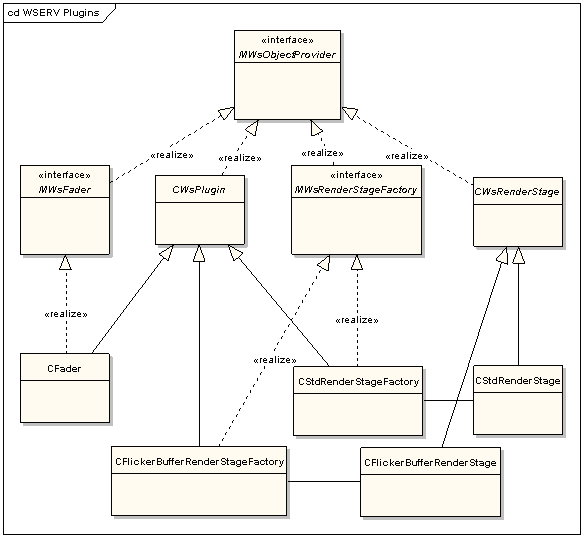 cd WSERV Plugins
«interface»
MWsObjectProvider
«realize»
«realize»
«realize»
«realize»
«interface»
MWsFader
CWsPlugin
«interface»
MWsRenderStageFactory
CWsRenderStage
«realize»
«realize»
«realize»
CFader
CStdRenderStageFactory
CStdRenderStage
CFlickerBufferRenderStageFactory
CFlickerBufferRenderStage